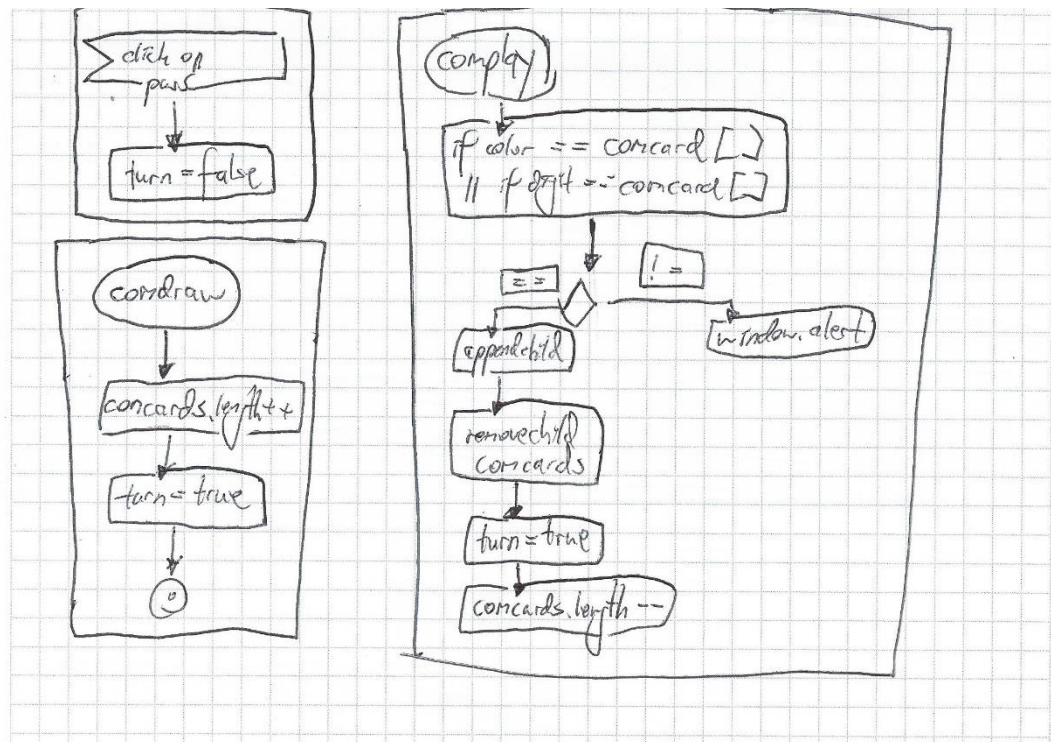 click on
pass
turn = false
comdraw
comcards.length++
turn = true
complay
if color == comcard []
|| if digit == comcard []
==
! =
appendchild
window.alert
removechild
comcards
turn = true
comcards.length --